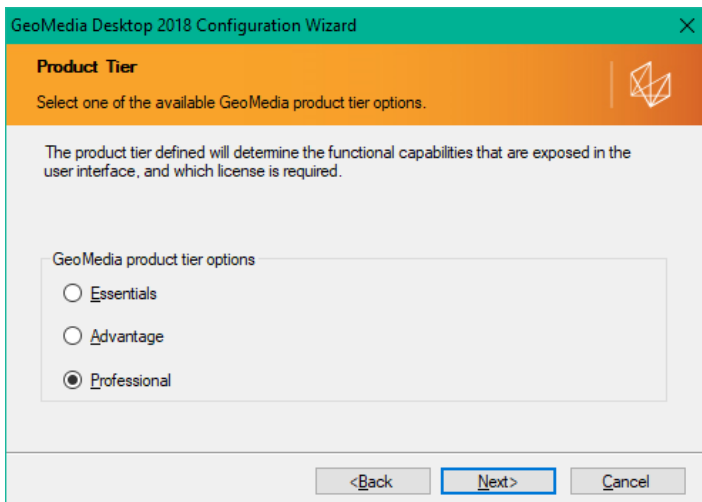 GeoMedia Desktop 2018 Configuration Wizard
Product Tier
Select one of the available GeoMedia product tier options.
The product tier defined will determine the functional capabilities that are exposed in the
user interface, and which license is required.
GeoMedia product tier options
Essentials
Advantage
Professional
<Back
Next>
Cancel